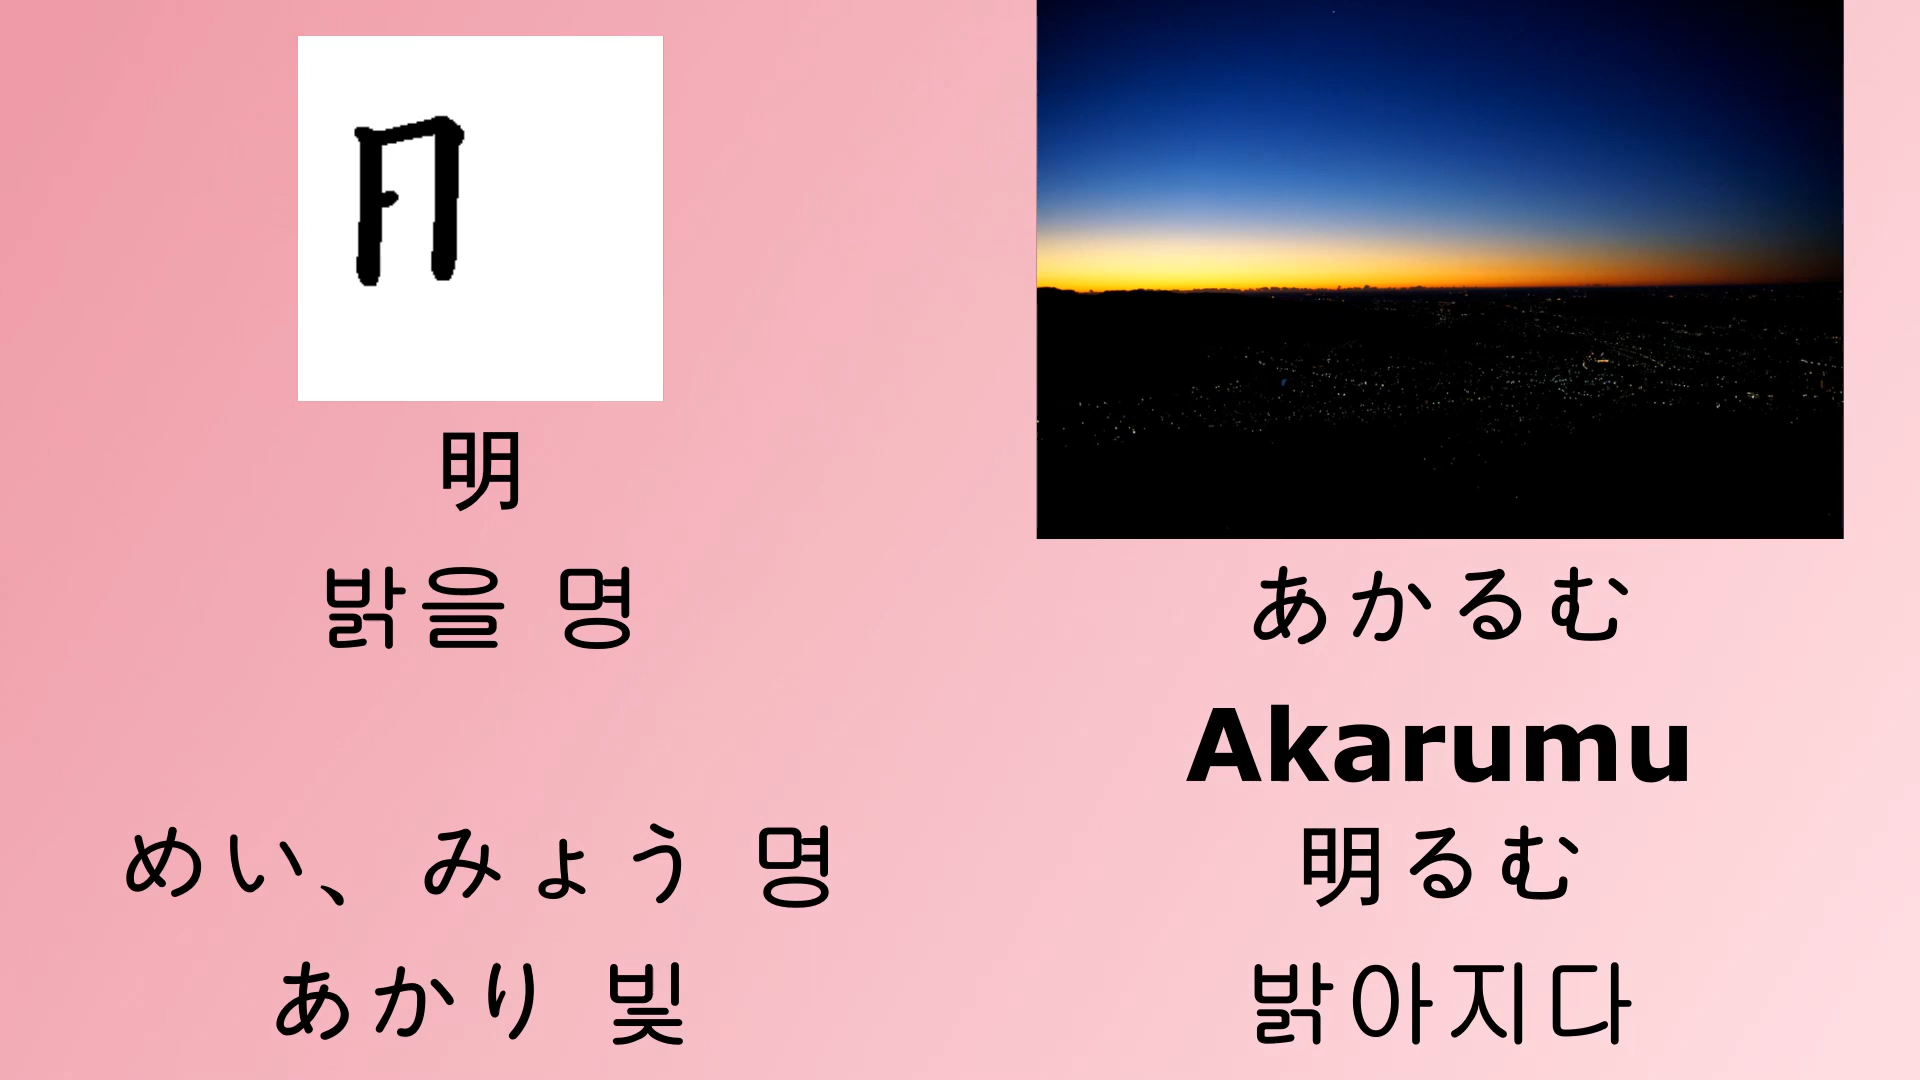 明
밝을 명
めい、みょう 명
あかり 빛
あかるむ
Akarumu
明るむ
밝아지다